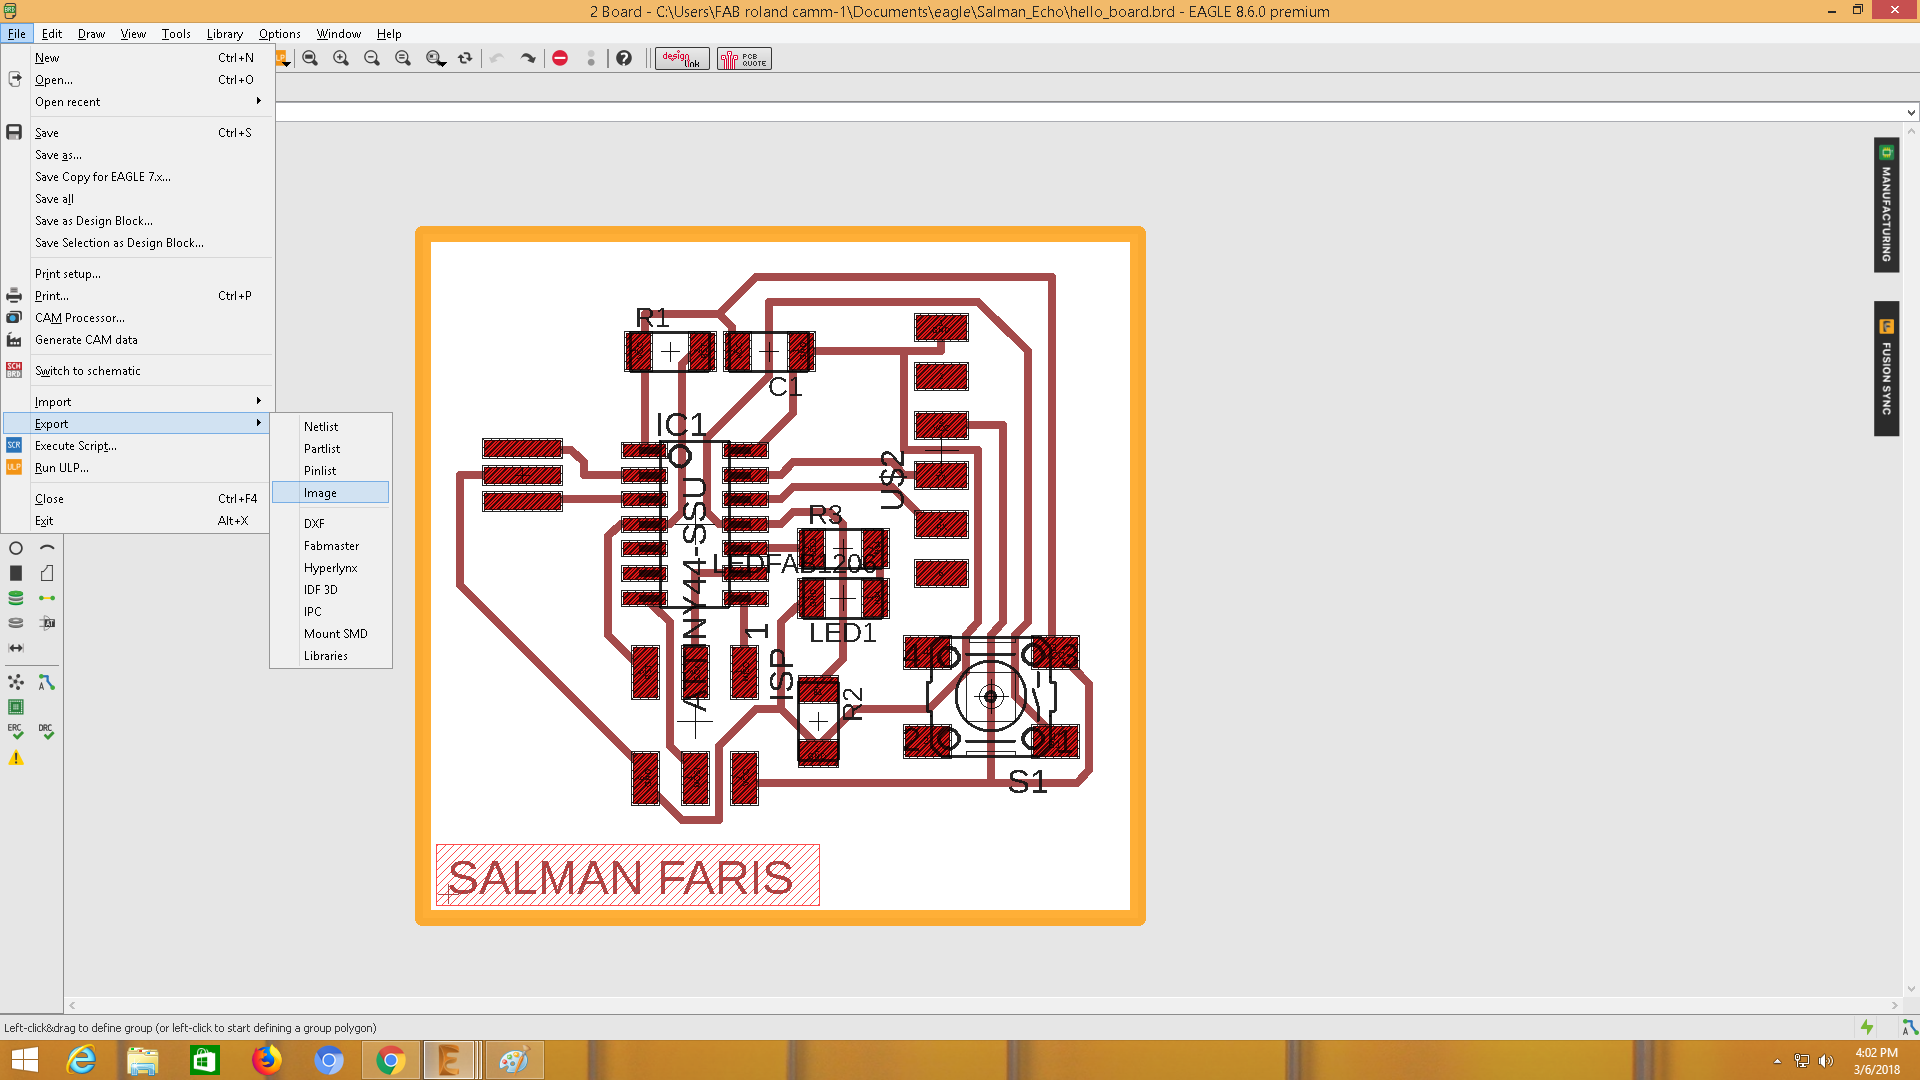 2 Board - C:\Users\FAB roland camm-1\Documents\eagle\Salman_Echo\hello_board.brd - EAGLE 8.6.0 premium
File Edit Draw View Tools Library Options Window Help
design link PCB QUOTE
New Ctrl+N
Open... Ctrl+O
Open recent
Save Ctrl+S
Save as...
Save Copy for EAGLE 7.x...
Save all
Save as Design Block...
Save Selection as Design Block...
Print setup...
Print... Ctrl+P
CAM Processor...
Generate CAM data
SCH BRD Switch to schematic
Import
Export
SCR Execute Script...
ULP Run ULP...
Close Ctrl+F4
Exit Alt+X
Netlist
Partlist
Pinlist
Image
DXF
Fabmaster
Hyperlynx
IDF 3D
IPC
Mount SMD
Libraries
ERC DRC
MANUFACTURING
FUSION SYNC
R1
C1
IC1
ATTINY44-SSU
US2
R3
LEDFAB1206
LED1
1
ISP
R2
4 3
2 1
S1
SALMAN FARIS
Left-click&drag to define group (or left-click to start defining a group polygon)
4:02 PM
3/6/2018